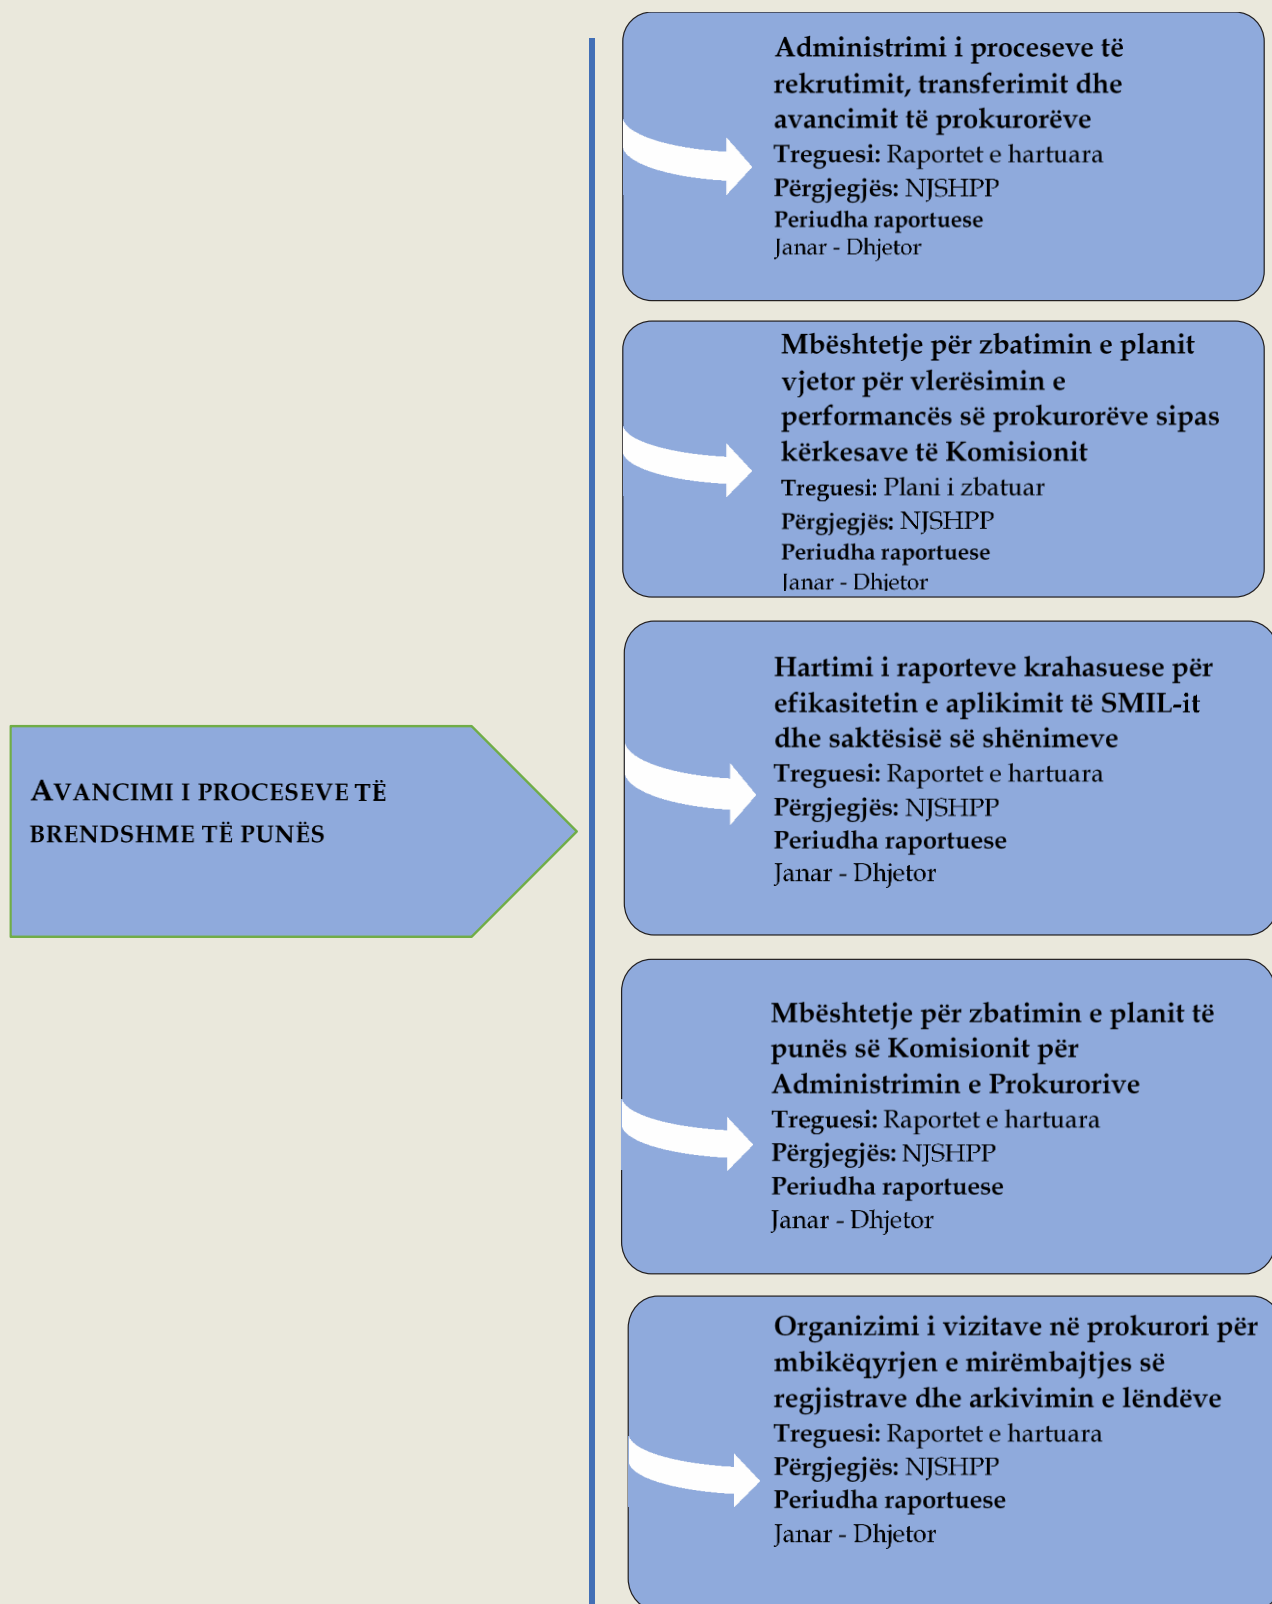 AVANCIMI I PROCESEVE TË
BRENDSHME TË PUNËS
Administrimi i proceseve të
rekrutimit, transferimit dhe
avancimit të prokurorëve
Treguesi: Raportet e hartuara
Përgjegjës: NJSHPP
Periudha raportuese
Janar - Dhjetor
Mbështetje për zbatimin e planit
vjetor për vlerësimin e
performancës së prokurorëve sipas
kërkesave të Komisionit
Treguesi: Plani i zbatuar
Përgjegjës: NJSHPP
Periudha raportuese
Janar - Dhjetor
Hartimi i raporteve krahasuese për
efikasitetin e aplikimit të SMIL-it
dhe saktësisë së shënimeve
Treguesi: Raportet e hartuara
Përgjegjës: NJSHPP
Periudha raportuese
Janar - Dhjetor
Mbështetje për zbatimin e planit të
punës së Komisionit për
Administrimin e Prokurorive
Treguesi: Raportet e hartuara
Përgjegjës: NJSHPP
Periudha raportuese
Janar - Dhjetor
Organizimi i vizitave në prokurori për
mbikëqyrjen e mirëmbajtjes së
regjistrave dhe arkivimin e lëndëve
Treguesi: Raportet e hartuara
Përgjegjës: NJSHPP
Periudha raportuese
Janar - Dhjetor